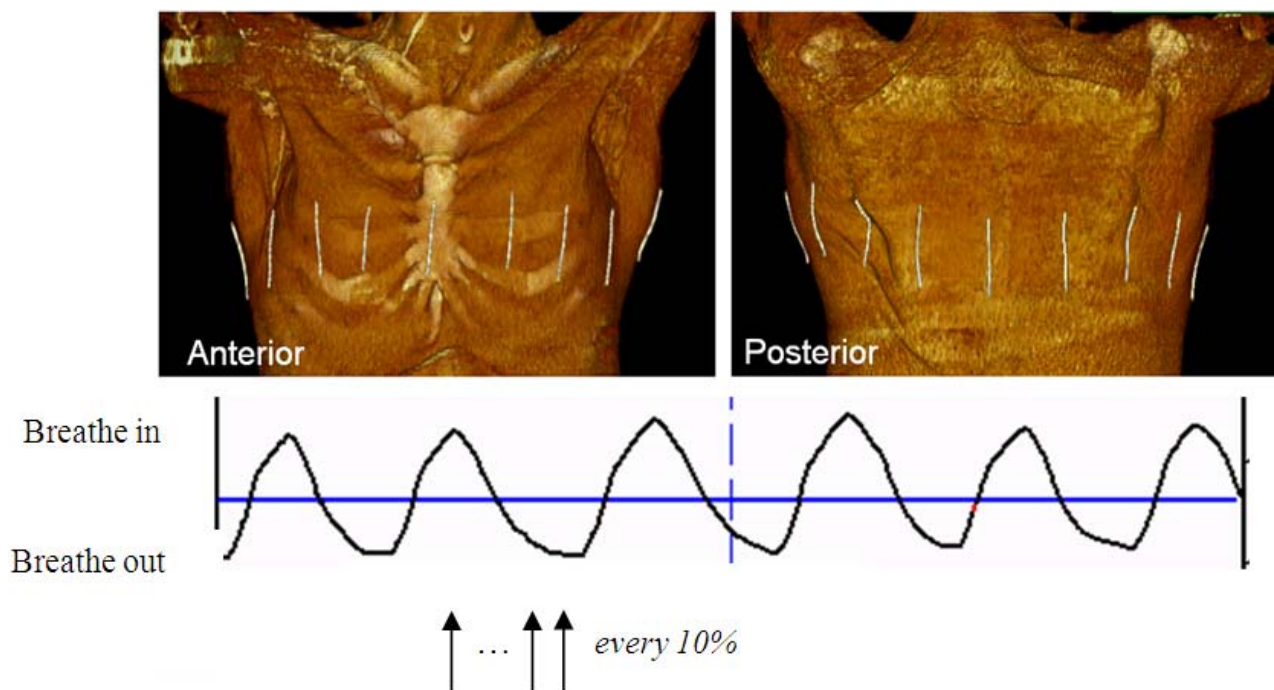 Anterior
Posterior
Breathe in
Breathe out
… every 10%